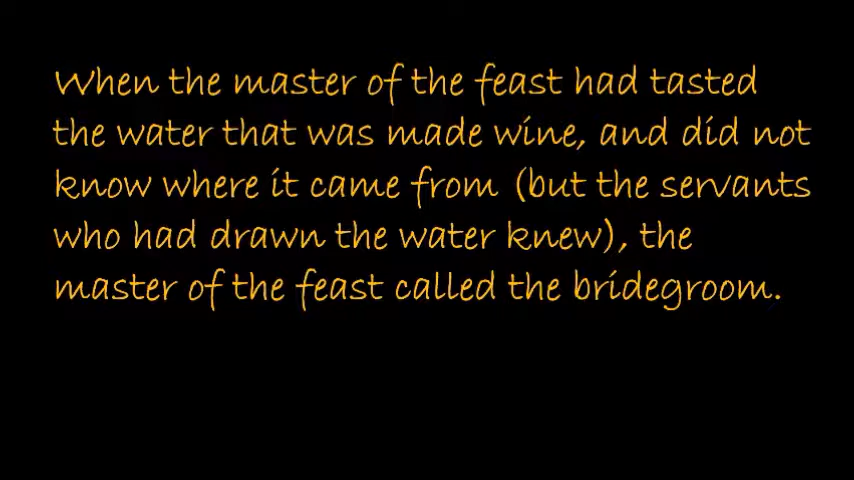 When the master of the feast had tasted
the water that was made wine, and did not
know where it came from (but the servants
who had drawn the water knew), the
master of the feast called the bridegroom.